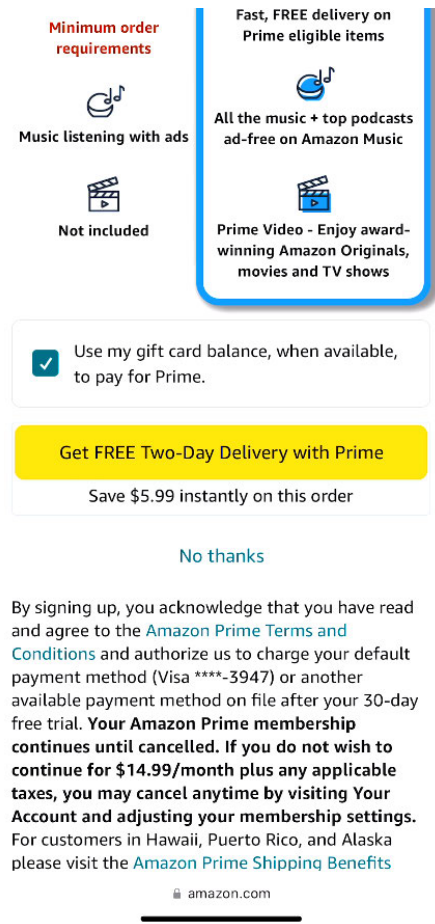 Minimum order
requirements
Music listening with ads
Not included
Fast, FREE delivery on
Prime eligible items
All the music + top podcasts
ad-free on Amazon Music
Prime Video - Enjoy award-
winning Amazon Originals,
movies and TV shows
Use my gift card balance, when available,
to pay for Prime.
Get FREE Two-Day Delivery with Prime
Save $5.99 instantly on this order
No thanks
By signing up, you acknowledge that you have read
and agree to the Amazon Prime Terms and
Conditions and authorize us to charge your default
payment method (Visa ****-3947) or another
available payment method on file after your 30-day
free trial. Your Amazon Prime membership
continues until cancelled. If you do not wish to
continue for $14.99/month plus any applicable
taxes, you may cancel anytime by visiting Your
Account and adjusting your membership settings.
For customers in Hawaii, Puerto Rico, and Alaska
please visit the Amazon Prime Shipping Benefits
amazon.com